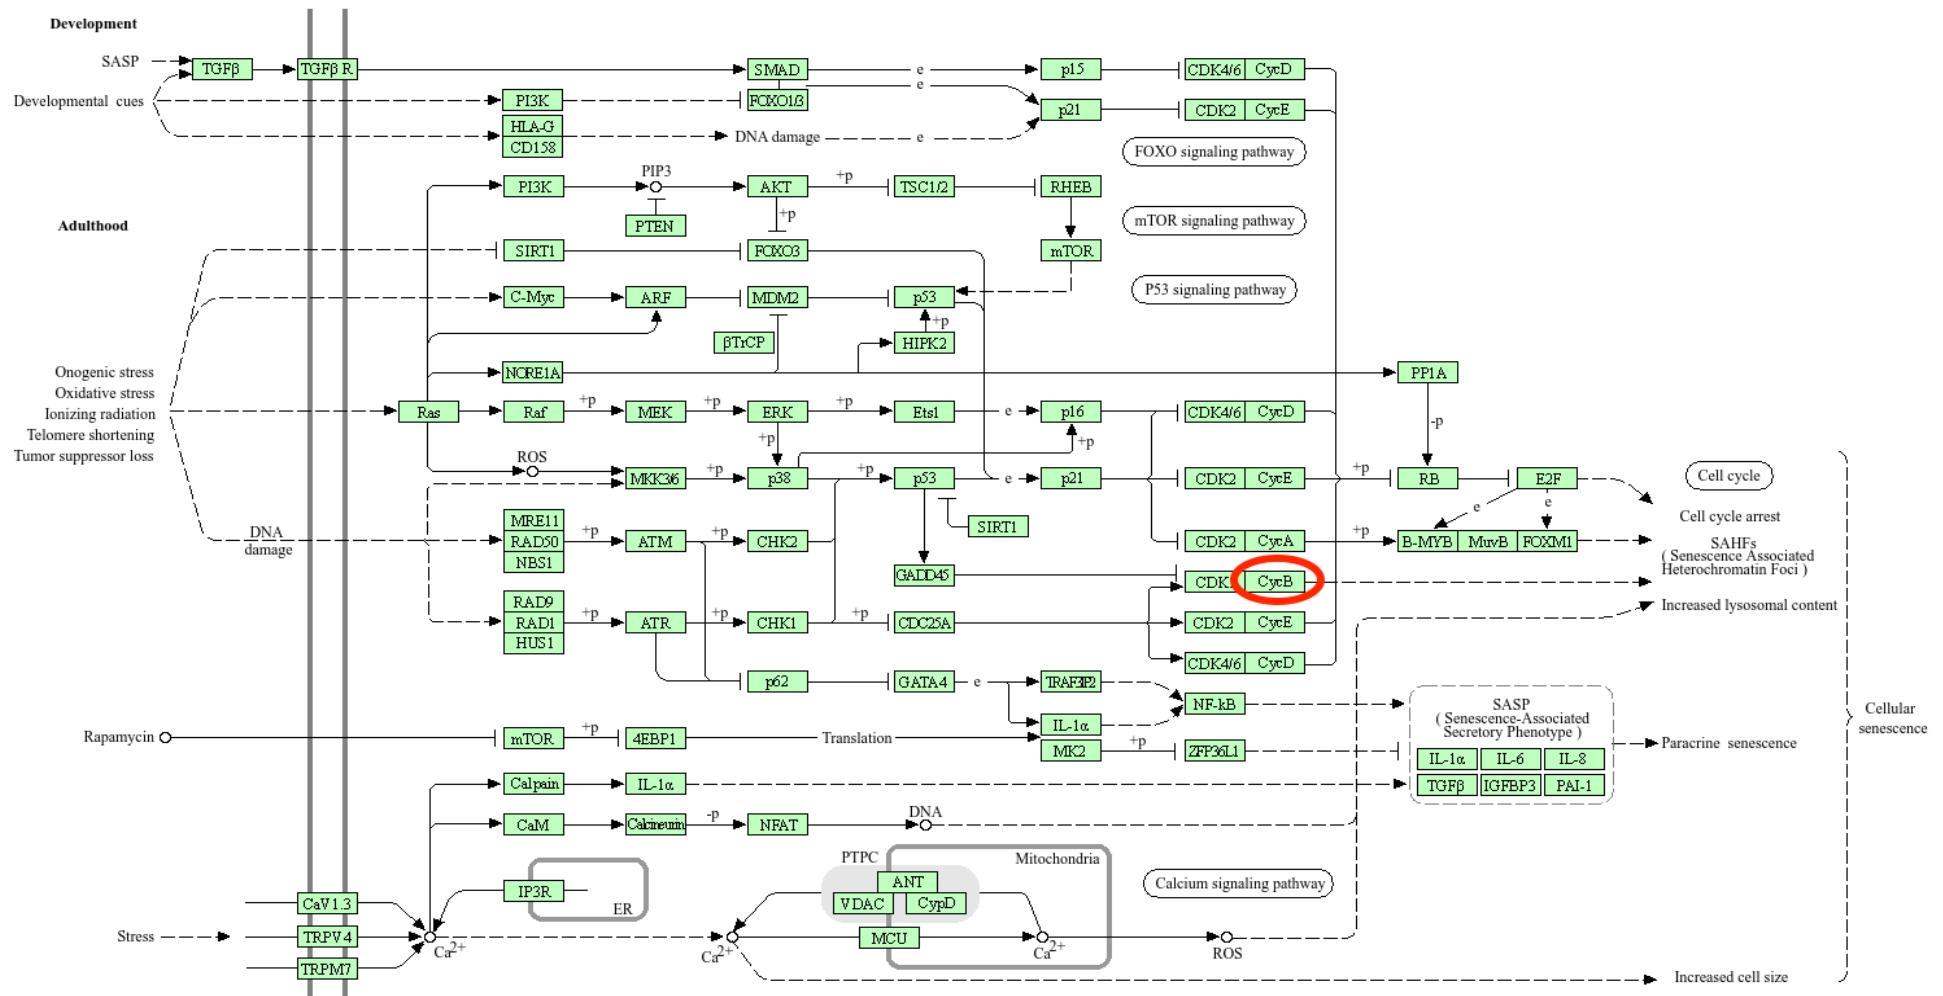 Development
SASP
TGFβ
TGFβ R
SMAD
e
p15
CDK4/6
CycD
Developmental cues
PI3K
FOXO1/3
e
p21
CDK2
CycE
HLA-G
CD158
DNA damage
e
FOXO signaling pathway
PI3K
PIP3
AKT
+p
TSC1/2
RHEB
PTEN
+p
mTOR signaling pathway
Adulthood
SIRT1
FOXO3
mTOR
C-Myc
ARF
MDM2
p53
P53 signaling pathway
+p
βTrCP
HIPK2
NORE1A
PP1A
Onogenic stress
Oxidative stress
Ionizing radiation
Telomere shortening
Tumor suppressor loss
Ras
Raf
+p
MEK
+p
ERK
+p
Ets1
e
p16
CDK4/6
CycD
-p
+p
+p
ROS
MKK3/6
+p
p38
+p
p53
e
p21
CDK2
CycE
+p
RB
E2F
Cell cycle
e
e
Cell cycle arrest
SIRT1
DNA
damage
MRE11
RAD50
NBS1
+p
ATM
+p
CHK2
CDK2
CycA
+p
B-MYB
MuvB
FOXM1
SAHFs
( Senescence Associated
Heterochromatin Foci )
GADD45
CDK
CycB
Increased lysosomal content
RAD9
RAD1
HUS1
+p
ATR
+p
CHK1
+p
CDC25A
CDK2
CycE
CDK4/6
CycD
p62
GATA4
e
TRAF3IP2
IL-1α
NF-kB
SASP
( Senescence-Associated
Secretory Phenotype )
Cellular
senescence
Rapamycin
mTOR
+p
4EBP1
Translation
MK2
+p
ZFP36L1
IL-1α
IL-6
IL-8
TGFβ
IGFBP3
PAI-1
Paracrine senescence
Calpain
IL-1α
CaM
Calcineurin
-p
NFAT
DNA
PTPC
Mitochondria
ANT
VDAC
CypD
MCU
Calcium signaling pathway
IP3R
ER
CaV1.3
Stress
TRPV4
TRPM7
Ca2+
Ca2+
Ca2+
ROS
Increased cell size